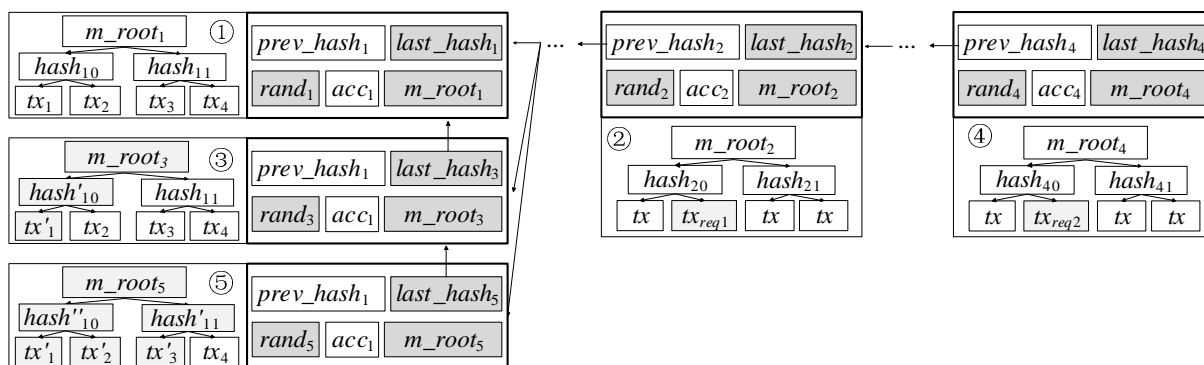 ① m_root₁
hash₁₀ hash₁₁
tx₁ tx₂ tx₃ tx₄
prev_hash₁ last_hash₁
rand₁ acc₁ m_root₁
...
prev_hash₂ last_hash₂
rand₂ acc₂ m_root₂
② m_root₂
hash₂₀ hash₂₁
tx tx_req1 tx tx
...
prev_hash₄ last_hash₄
rand₄ acc₄ m_root₄
④ m_root₄
hash₄₀ hash₄₁
tx tx_req2 tx tx
③ m_root₃
hash'₁₀ hash₁₁
tx'₁ tx₂ tx₃ tx₄
prev_hash₁ last_hash₃
rand₃ acc₁ m_root₃
⑤ m_root₅
hash''₁₀ hash'₁₁
tx'₁ tx'₂ tx'₃ tx₄
prev_hash₁ last_hash₅
rand₅ acc₁ m_root₅